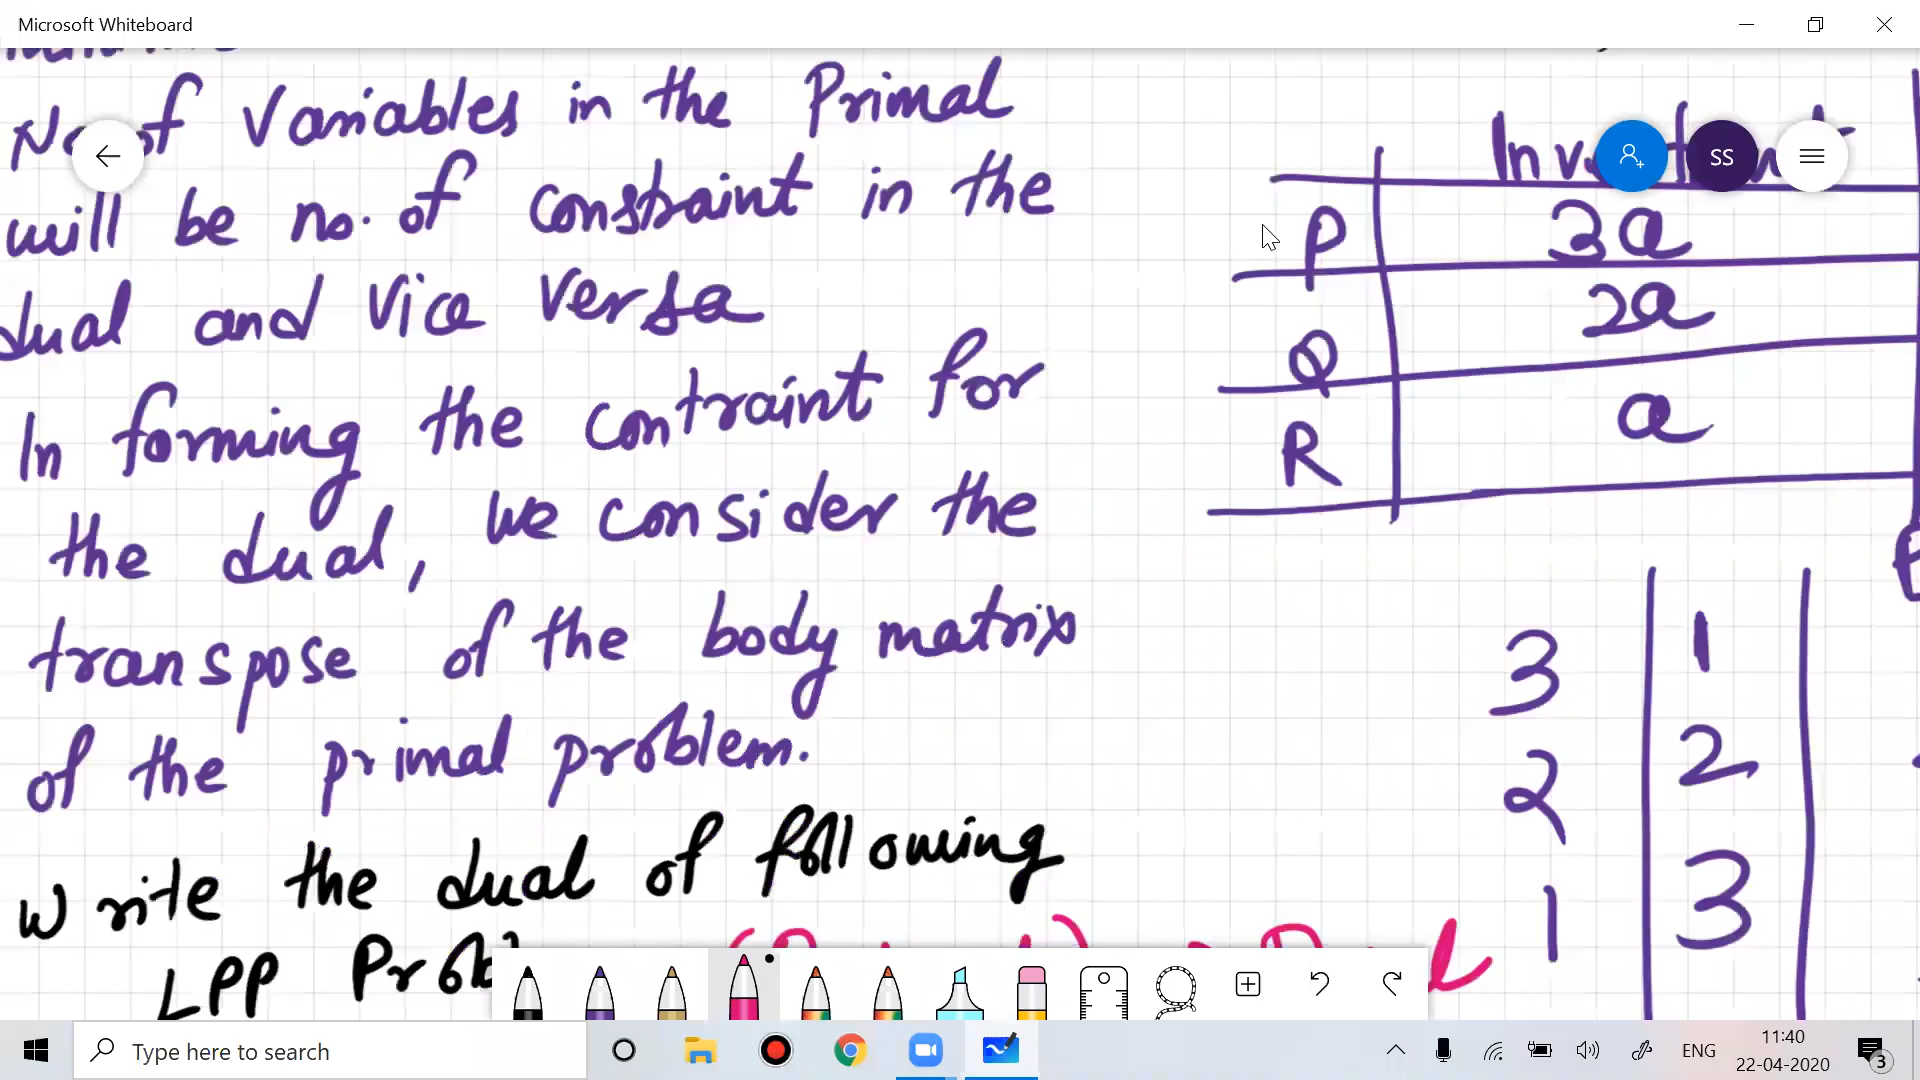 Microsoft Whiteboard
No of Variables in the Primal
will be no. of constraint in the
dual and Vice Versa
In forming the contraint for
the dual, we consider the
transpose of the body matrix
of the primal problem.
Write the dual of following
LPP
SS
P 3a
Q 2a
R a
3 1
2 2
1 3
Type here to search
ENG
11:40
22-04-2020
3